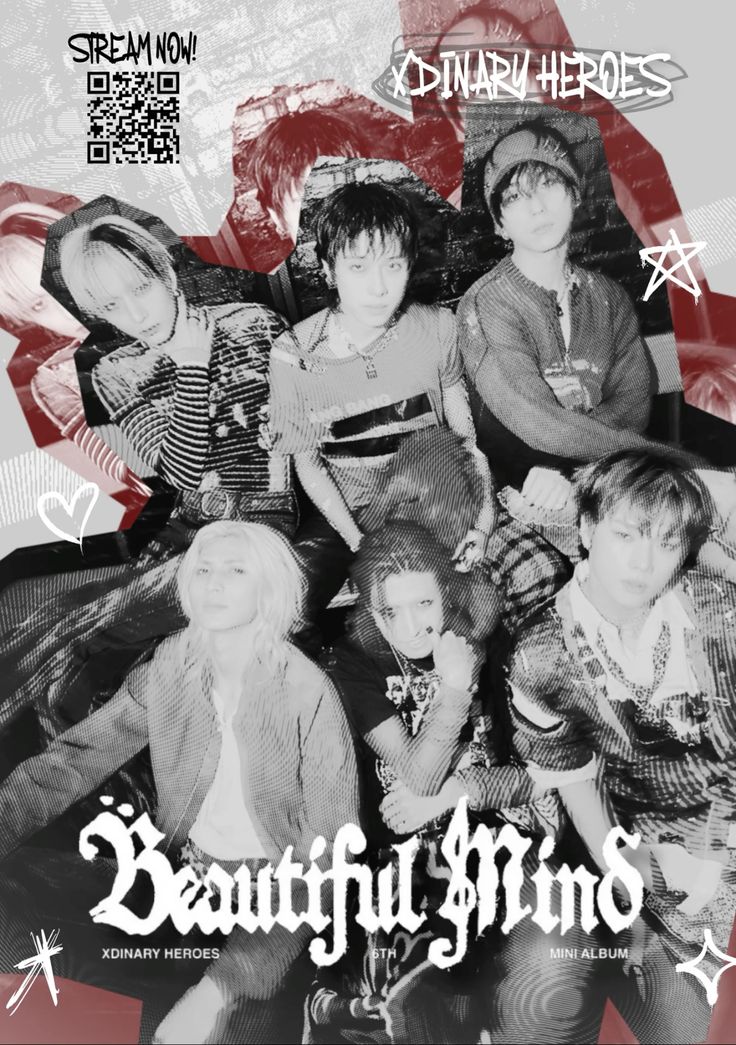 STREAM NOW!
XDINARY HEROES
Beautiful Mind
XDINARY HEROES 6TH MINI ALBUM